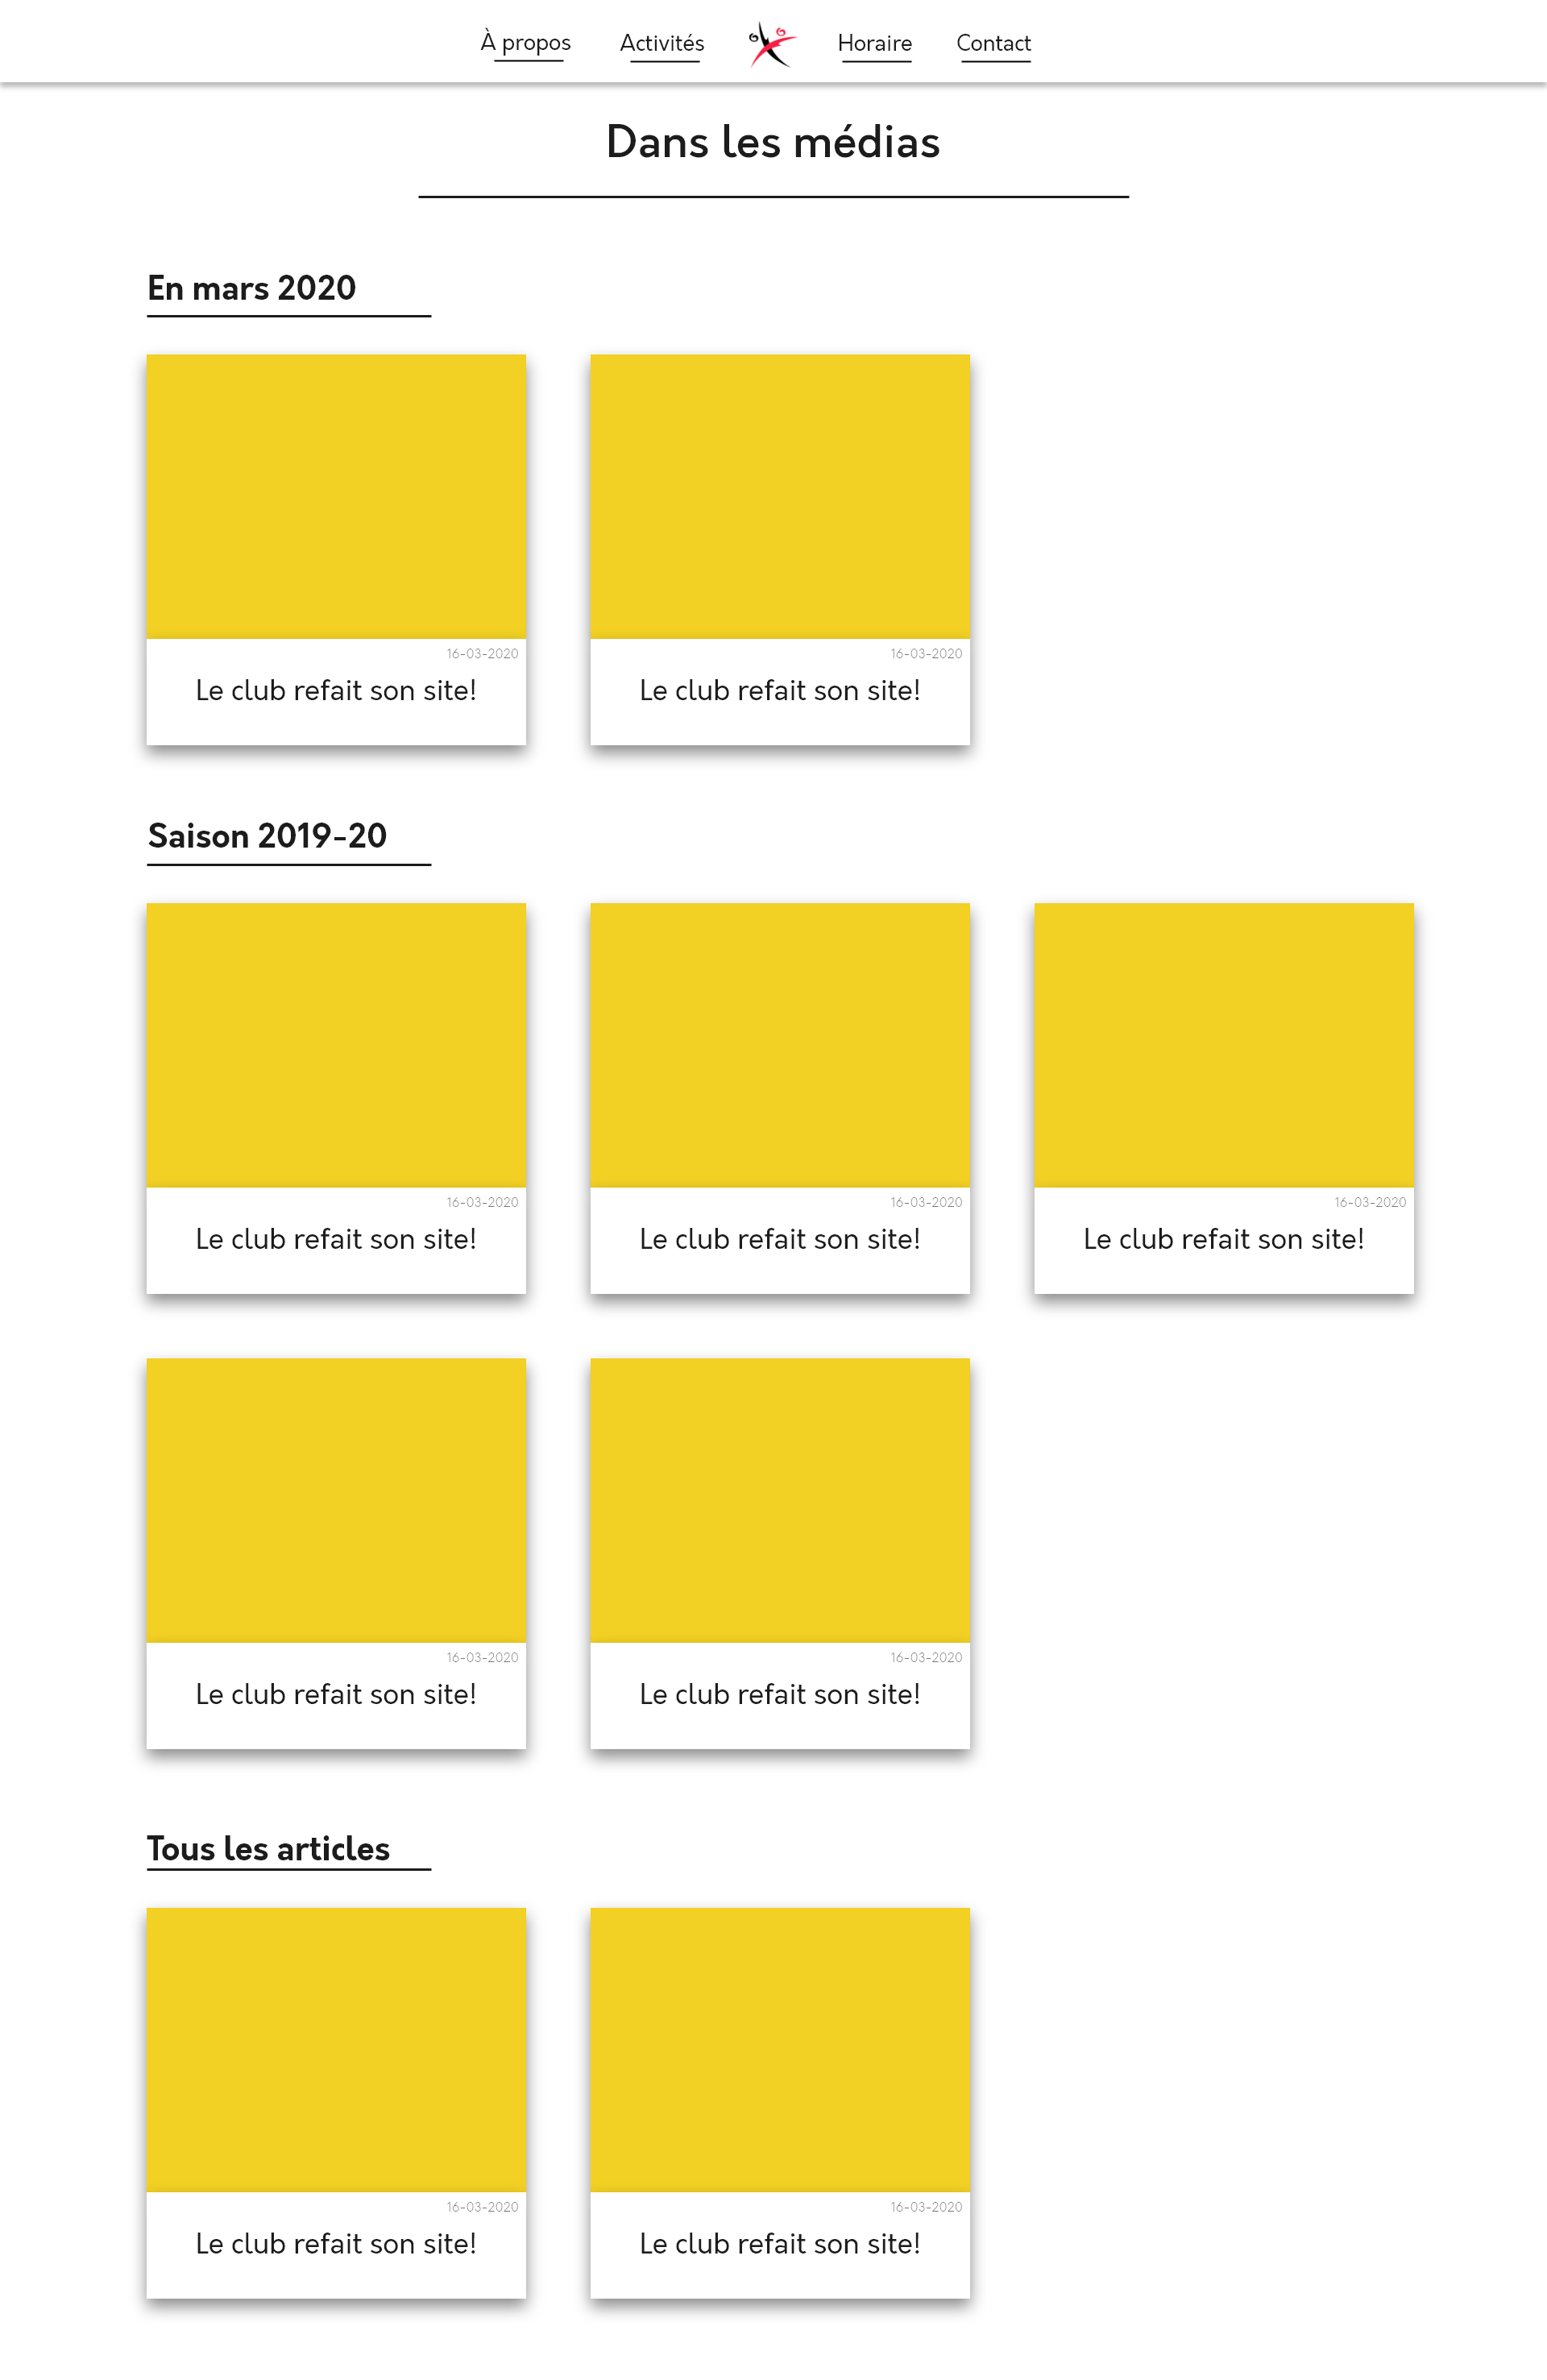 À propos Activités Horaire Contact
Dans les médias
En mars 2020
16-03-2020 16-03-2020
Le club refait son site! Le club refait son site!
Saison 2019-20
16-03-2020 16-03-2020 16-03-2020
Le club refait son site! Le club refait son site! Le club refait son site!
16-03-2020 16-03-2020
Le club refait son site! Le club refait son site!
Tous les articles
16-03-2020 16-03-2020
Le club refait son site! Le club refait son site!